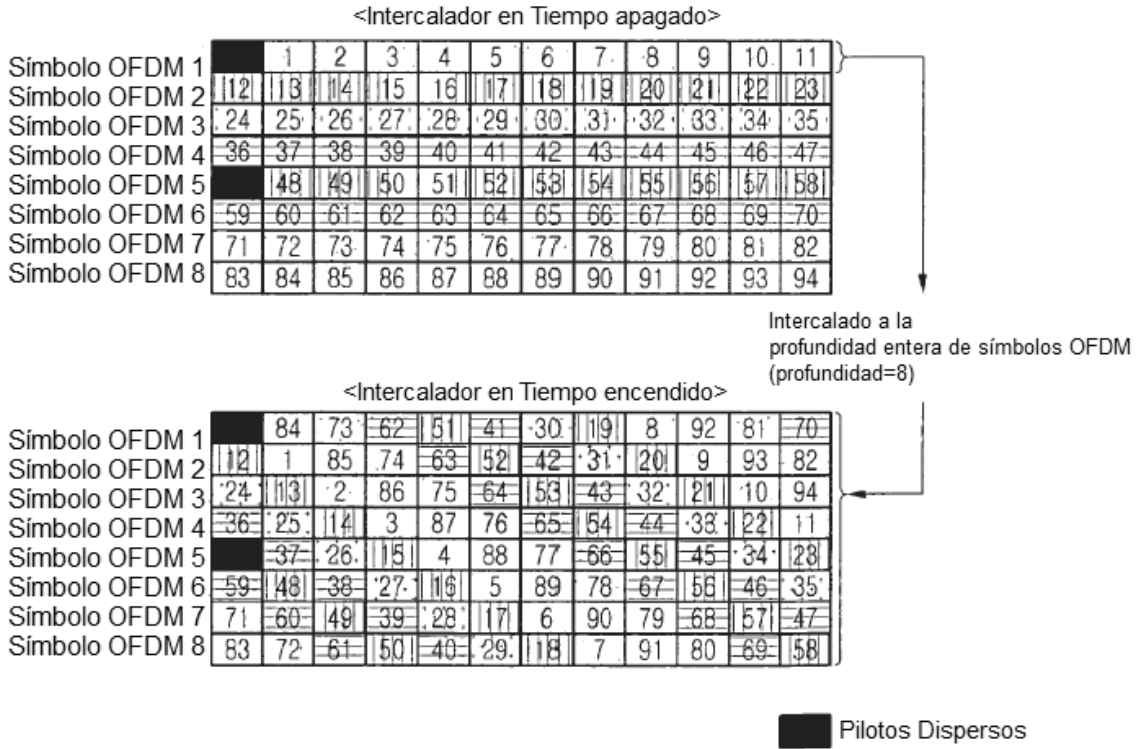 <Intercalador en Tiempo apagado>
Símbolo OFDM 1 1 2 3 4 5 6 7 8 9 10 11
Símbolo OFDM 2 12 13 14 15 16 17 18 19 20 21 22 23
Símbolo OFDM 3 24 25 26 27 28 29 30 31 32 33 34 35
Símbolo OFDM 4 36 37 38 39 40 41 42 43 44 45 46 47
Símbolo OFDM 5 48 49 50 51 52 53 54 55 56 57 58
Símbolo OFDM 6 59 60 61 62 63 64 65 66 67 68 69 70
Símbolo OFDM 7 71 72 73 74 75 76 77 78 79 80 81 82
Símbolo OFDM 8 83 84 85 86 87 88 89 90 91 92 93 94
Intercalado a la
profundidad entera de símbolos OFDM
(profundidad=8)
<Intercalador en Tiempo encendido>
Símbolo OFDM 1 84 73 62 51 41 30 19 8 92 81 70
Símbolo OFDM 2 12 1 85 74 63 52 42 31 20 9 93 82
Símbolo OFDM 3 24 13 2 86 75 64 53 43 32 21 10 94
Símbolo OFDM 4 36 25 14 3 87 76 65 54 44 33 22 11
Símbolo OFDM 5 37 26 15 4 88 77 66 55 45 34 23
Símbolo OFDM 6 59 48 38 27 16 5 89 78 67 56 46 35
Símbolo OFDM 7 71 60 49 39 28 17 6 90 79 68 57 47
Símbolo OFDM 8 83 72 61 50 40 29 18 7 91 80 69 58
Pilotos Dispersos